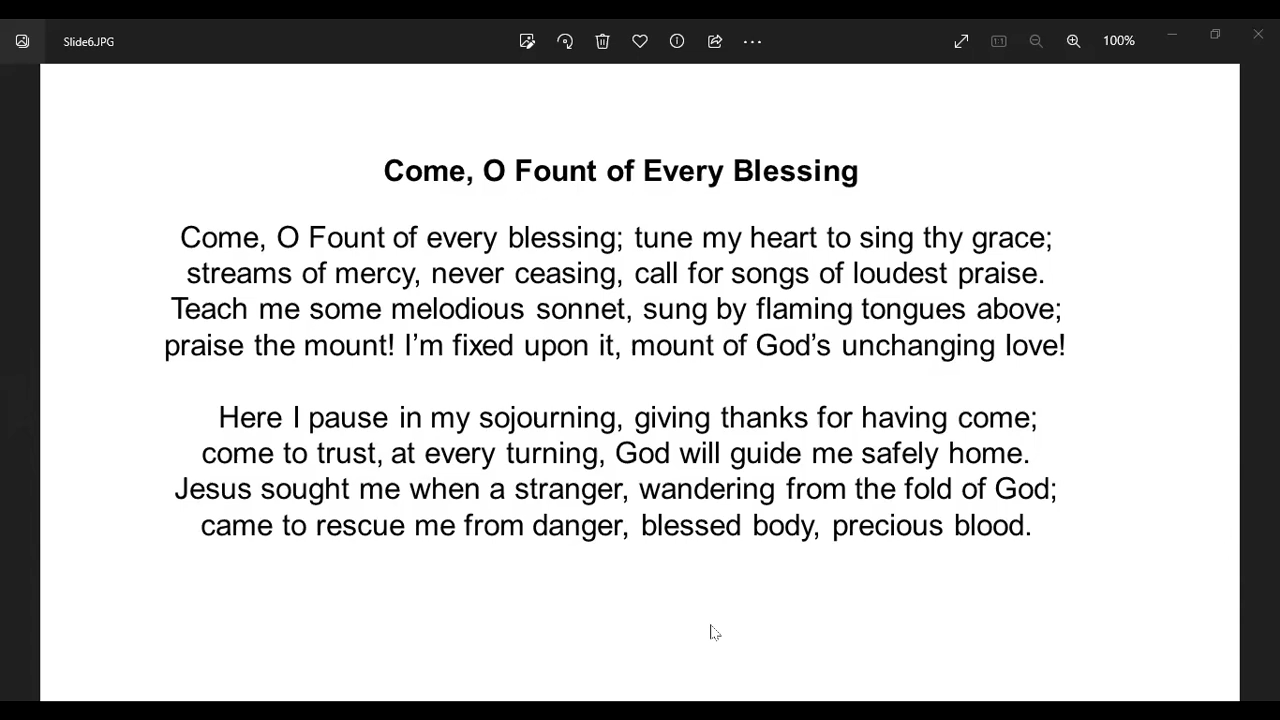 Slide6.JPG
100%
Come, O Fount of Every Blessing
Come, O Fount of every blessing; tune my heart to sing thy grace;
streams of mercy, never ceasing, call for songs of loudest praise.
Teach me some melodious sonnet, sung by flaming tongues above;
praise the mount! I’m fixed upon it, mount of God’s unchanging love!
Here I pause in my sojourning, giving thanks for having come;
come to trust, at every turning, God will guide me safely home.
Jesus sought me when a stranger, wandering from the fold of God;
came to rescue me from danger, blessed body, precious blood.